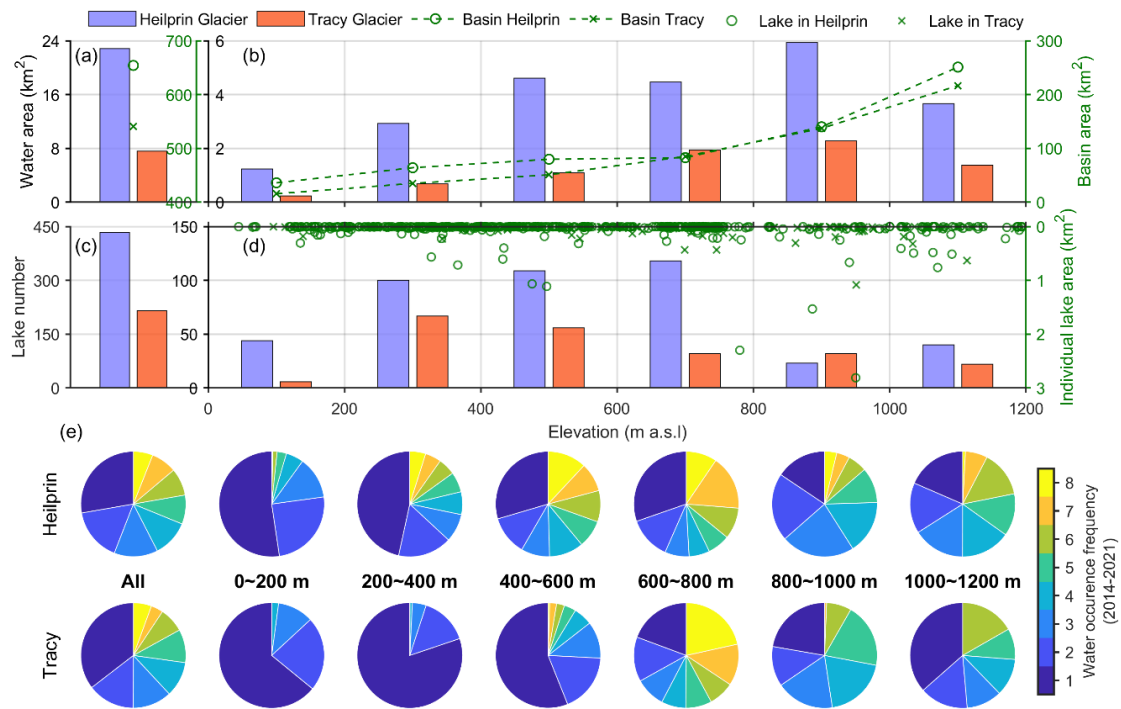 Heilprin Glacier Tracy Glacier Basin Heilprin Basin Tracy Lake in Heilprin Lake in Tracy
24 700 6 300
(a) (b)
Water area (km²)
16 600 4 200
8 500 2 100
0 400 0 0
Basin area (km²)
450 150 0
(c) (d)
Lake number
300 100 1
150 50 2
0 0 3
Individual lake area (km²)
0 200 400 600 800 1000 1200
Elevation (m a.s.l)
(e)
Heilprin
All 0~200 m 200~400 m 400~600 m 600~800 m 800~1000 m 1000~1200 m
Tracy
8
7
6
5
4
3
2
1
Water occurence frequency
(2014-2021)